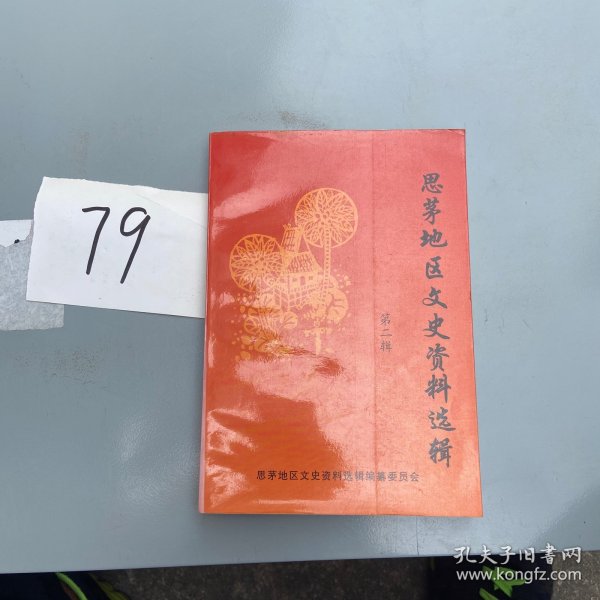 79
思茅地区文史资料选辑
第二辑
思茅地区文史资料选辑编纂委员会
孔夫子旧书网
www.kongfz.com